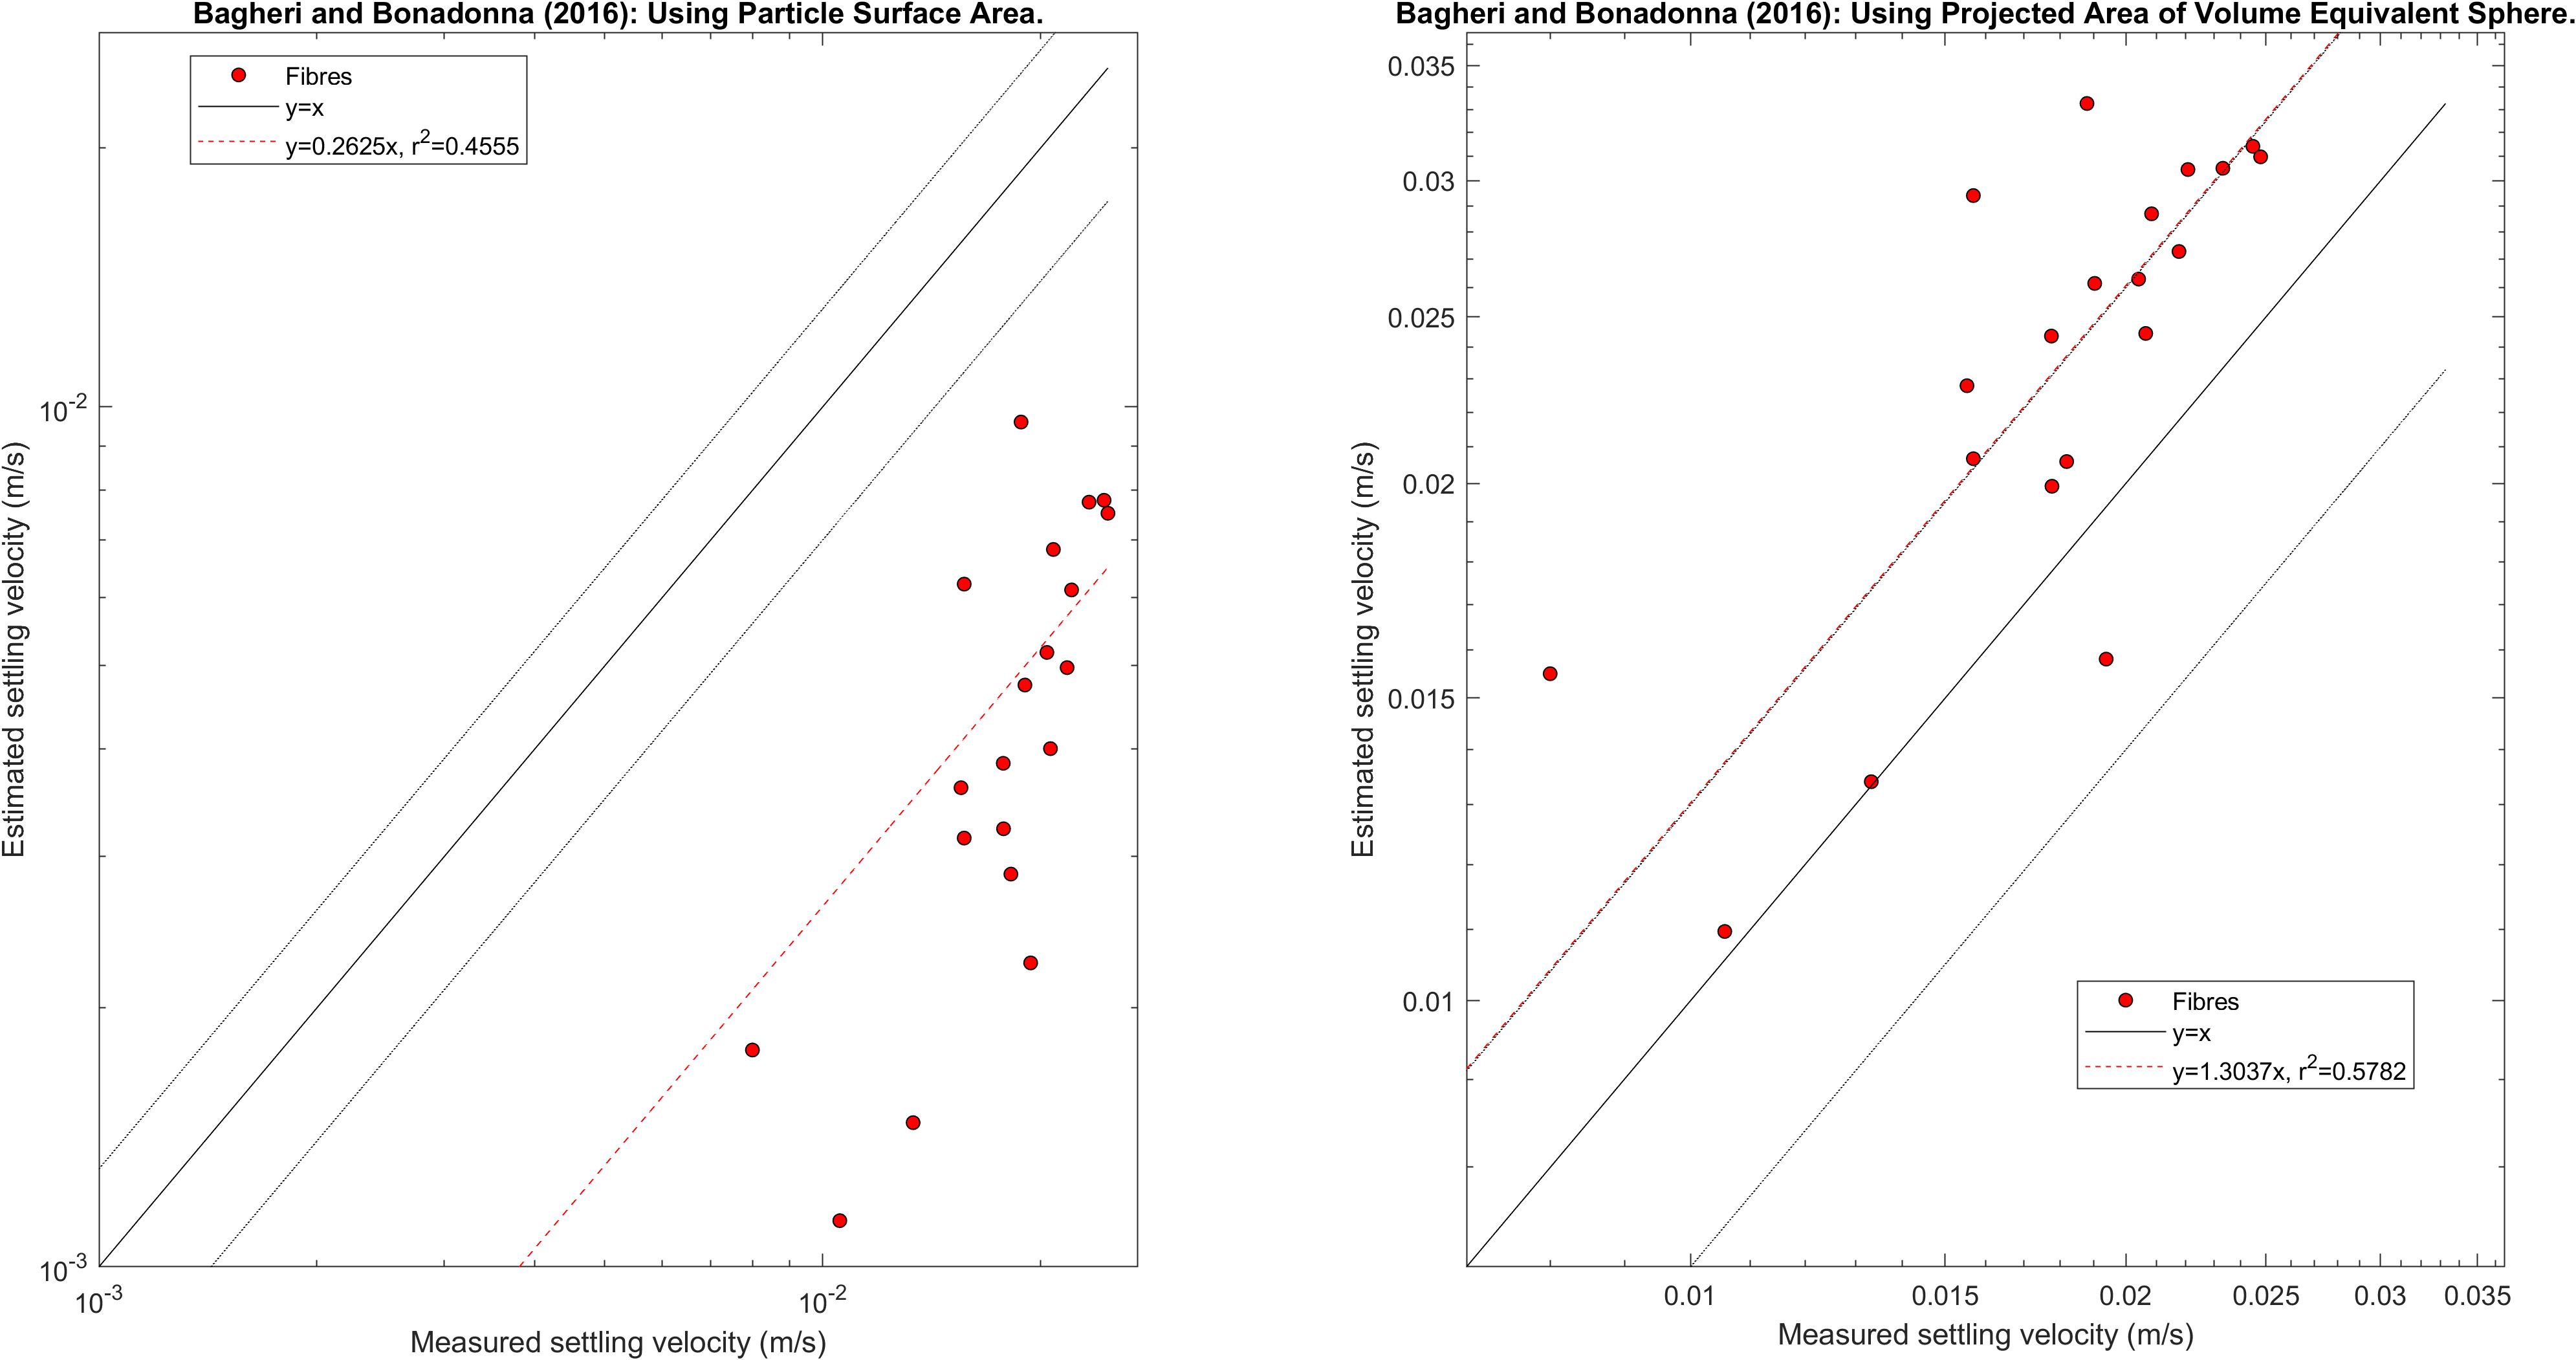 Bagheri and Bonadonna (2016): Using Particle Surface Area.
Fibres
y=x
y=0.2625x, r²=0.4555
Estimated settling velocity (m/s)
10⁻²
10⁻³
10⁻³ 10⁻²
Measured settling velocity (m/s)
Bagheri and Bonadonna (2016): Using Projected Area of Volume Equivalent Sphere.
Estimated settling velocity (m/s)
0.035
0.03
0.025
0.02
0.015
0.01
Fibres
y=x
y=1.3037x, r²=0.5782
0.01 0.015 0.02 0.025 0.03 0.035
Measured settling velocity (m/s)